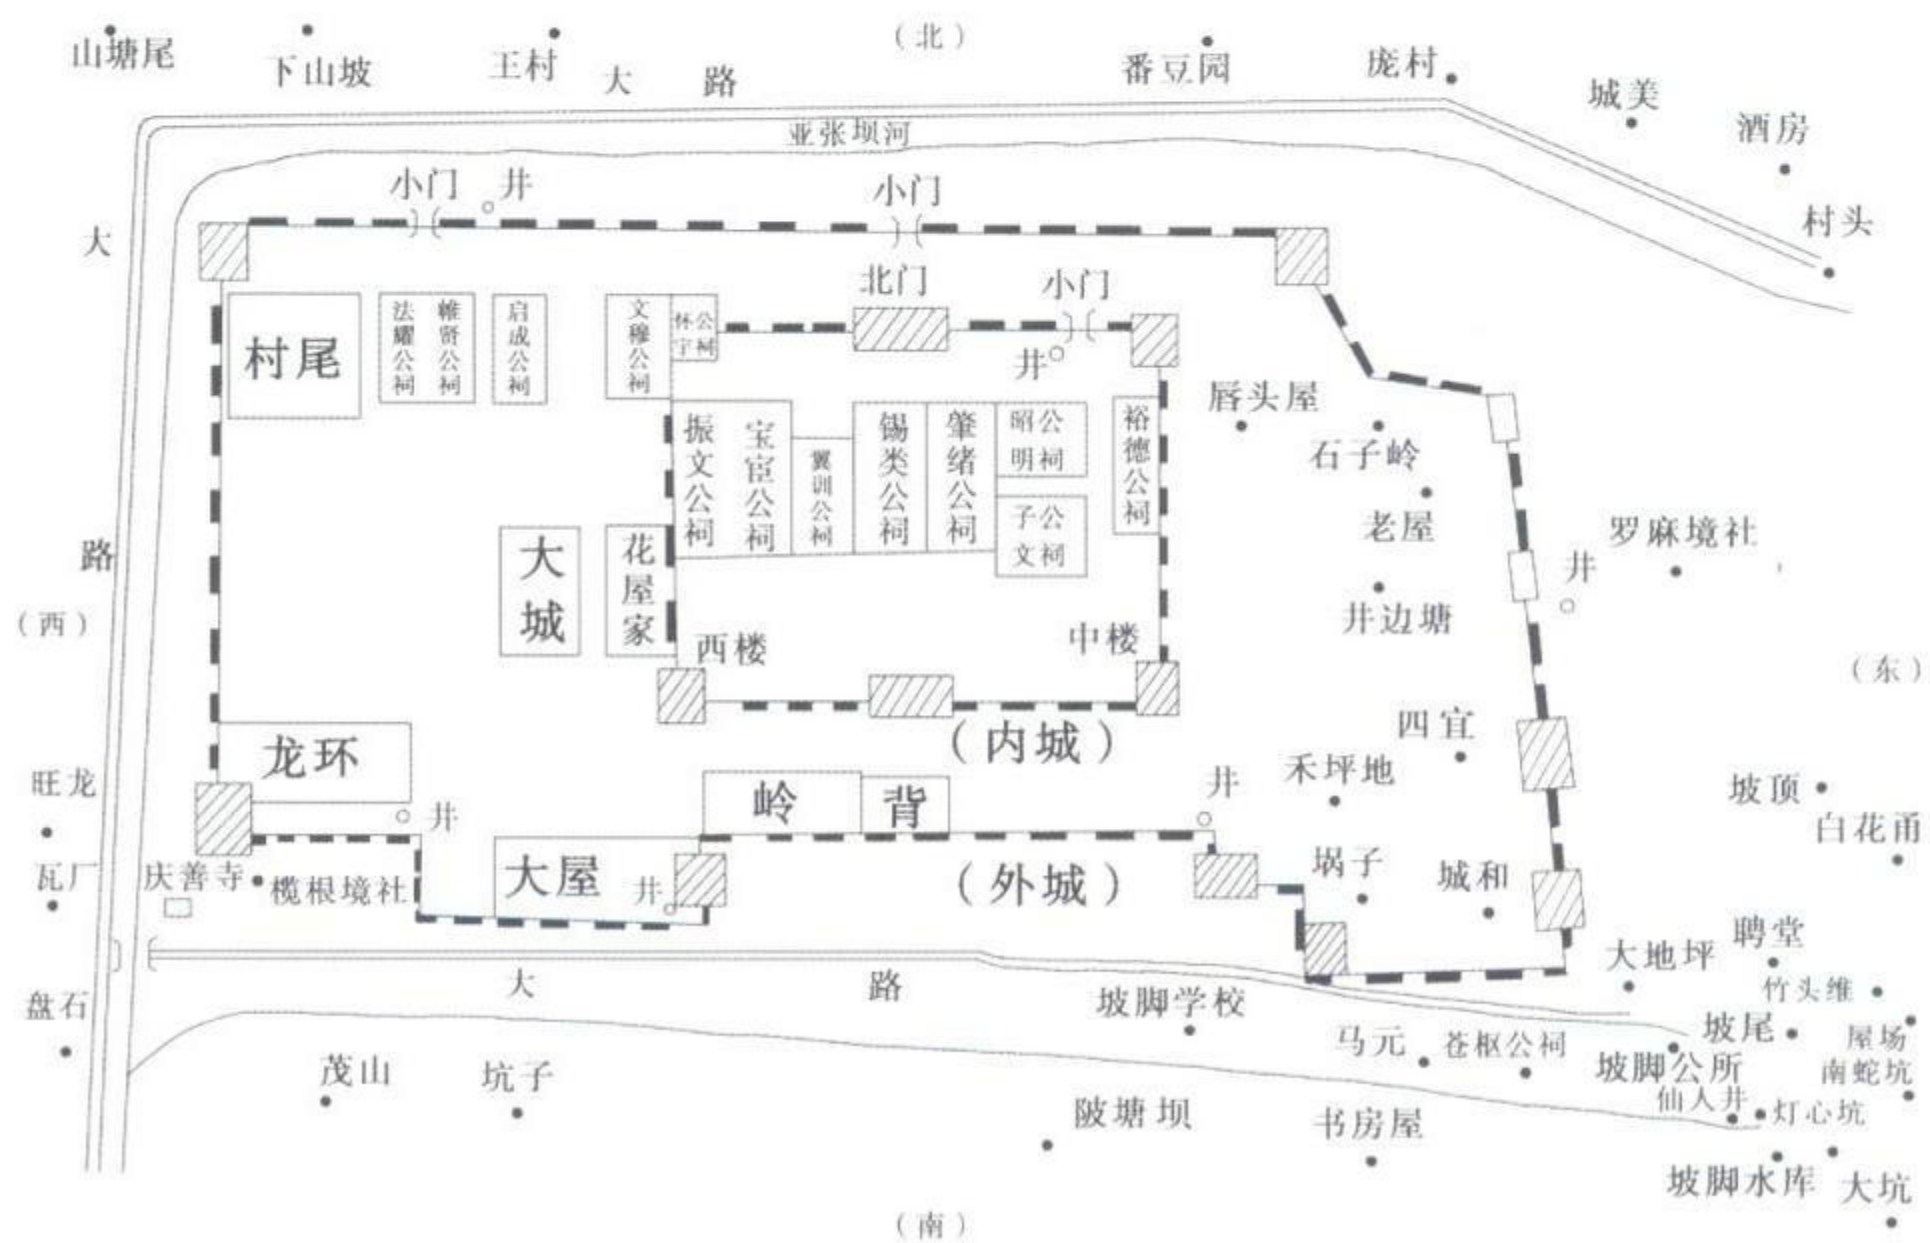 （北）
山塘尾
下山坡
王村
大路
番豆园
庞村
城美
酒房
村头
亚张坝河
小门
井
小门
大路
北门
小门
井
村尾
法耀公祠
帷贤公祠
启成公祠
文穆公祠
怀宇公祠
振文公祠
宝宦公祠
翼训公祠
锡类公祠
肇绪公祠
昭明公祠
子文公祠
裕德公祠
唇头屋
石子岭
老屋
井边塘
井
罗麻境社
（西）
（东）
大城
花屋家
西楼
中楼
（内城）
四宜
禾坪地
龙环
井
岭背
井
旺龙
坡顶
白花甬
瓦厂
庆善寺
榄根境社
大屋
井
（外城）
埚子
城和
聘堂
大地坪
竹头维
盘石
大路
坡脚学校
马元
苍枢公祠
坡尾
屋场
坡脚公所
南蛇坑
仙人井
灯心坑
茂山
坑子
陂塘坝
书房屋
坡脚水库
大坑
（南）